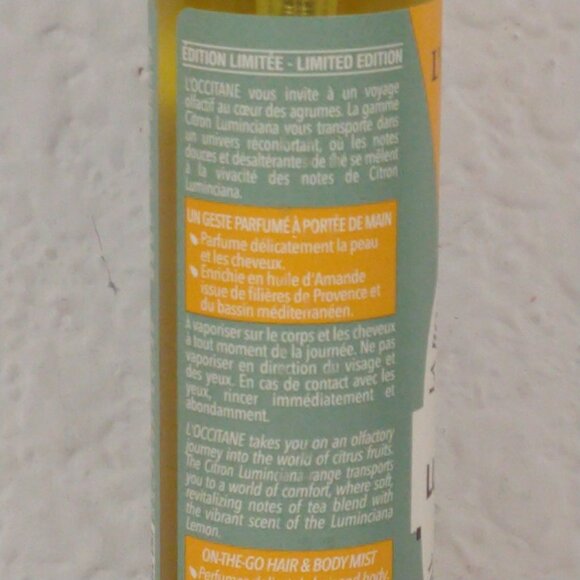 ÉDITION LIMITÉE - LIMITED EDITION
L'OCCITANE vous invite à un voyage
olfactif au cœur des agrumes. La gamme
Citron Luminciana vous transporte dans
un univers réconfortant, où les notes
douces et désaltérantes de thé se mêlent
à la vivacité des notes de Citron
Luminciana.
UN GESTE PARFUMÉ À PORTÉE DE MAIN
Parfume délicatement la peau
et les cheveux.
Enrichie en huile d'Amande
issue de filières de Provence et
du bassin méditerranéen.
A vaporiser sur le corps et les cheveux
à tout moment de la journée. Ne pas
vaporiser en direction du visage et
des yeux. En cas de contact avec les
yeux, rincer immédiatement et
abondamment.
L'OCCITANE takes you on an olfactory
journey into the world of citrus fruits.
The Citron Luminciana range transports
you to a world of comfort, where soft,
revitalizing notes of tea blend with
the vibrant scent of the Luminciana
Lemon.
ON-THE-GO HAIR & BODY MIST